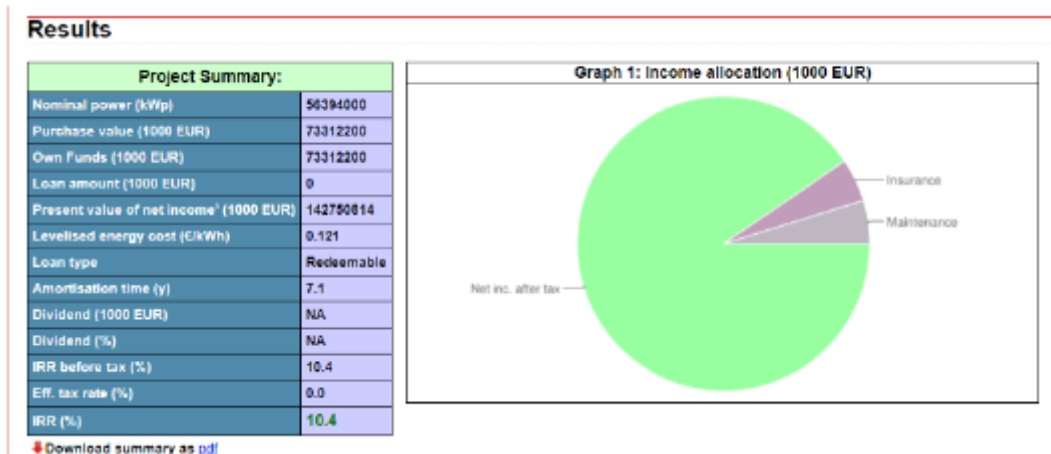 Results
Project Summary:
Nominal power (kWp) 56394000
Purchase value (1000 EUR) 73312200
Own Funds (1000 EUR) 73312200
Loan amount (1000 EUR) 0
Present value of net income¹ (1000 EUR) 142750814
Levelised energy cost (€/kWh) 0.121
Loan type Redeemable
Amortisation time (y) 7.1
Dividend (1000 EUR) NA
Dividend (%) NA
IRR before tax (%) 10.4
Eff. tax rate (%) 0.0
IRR (%) 10.4
Download summary as pdf
Graph 1: Income allocation (1000 EUR)
Insurance
Maintenance
Net inc. after tax